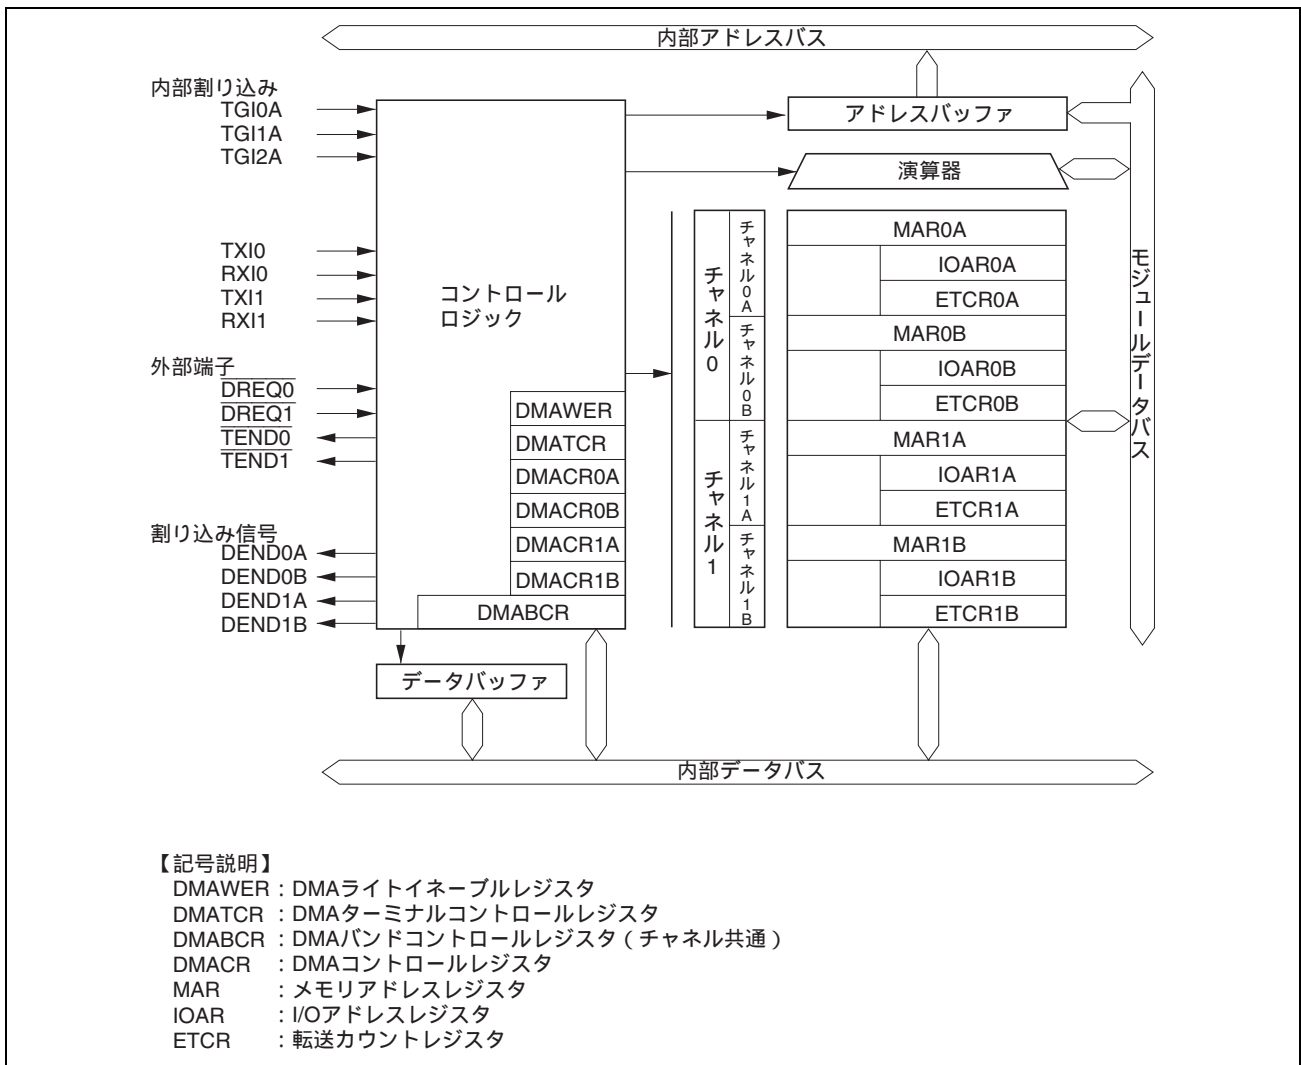 内部アドレスバス
内部割り込み
TGI0A
TGI1A
TGI2A
TXI0
RXI0
TXI1
RXI1
外部端子
DREQ0
DREQ1
TEND0
TEND1
割り込み信号
DEND0A
DEND0B
DEND1A
DEND1B
コントロール
ロジック
DMAWER
DMATCR
DMACR0A
DMACR0B
DMACR1A
DMACR1B
DMABCR
データバッファ
アドレスバッファ
演算器
チャネル0
チャネル0A
チャネル0B
チャネル1
チャネル1A
チャネル1B
MAR0A
IOAR0A
ETCR0A
MAR0B
IOAR0B
ETCR0B
MAR1A
IOAR1A
ETCR1A
MAR1B
IOAR1B
ETCR1B
モジュールデータバス
内部データバス
【記号説明】
DMAWER:DMAライトイネーブルレジスタ
DMATCR:DMAターミナルコントロールレジスタ
DMABCR:DMAバンドコントロールレジスタ(チャネル共通)
DMACR:DMAコントロールレジスタ
MAR:メモリアドレスレジスタ
IOAR:I/Oアドレスレジスタ
ETCR:転送カウントレジスタ